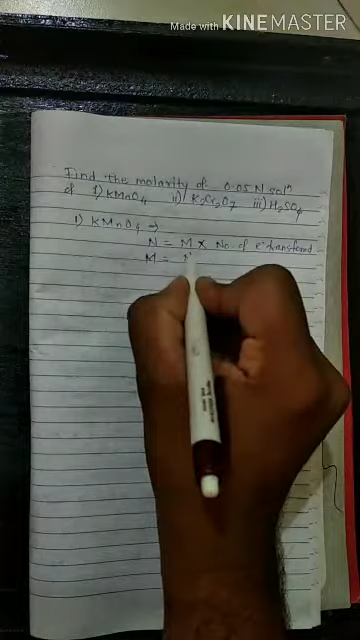 Made with KINEMASTER
Find the molarity of 0.05 N solⁿ
of i) KMnO₄ ii) K₂Cr₂O₇ iii) H₂SO₄
1) KMnO₄ →
N = M × No. of e⁻ transferred
M =